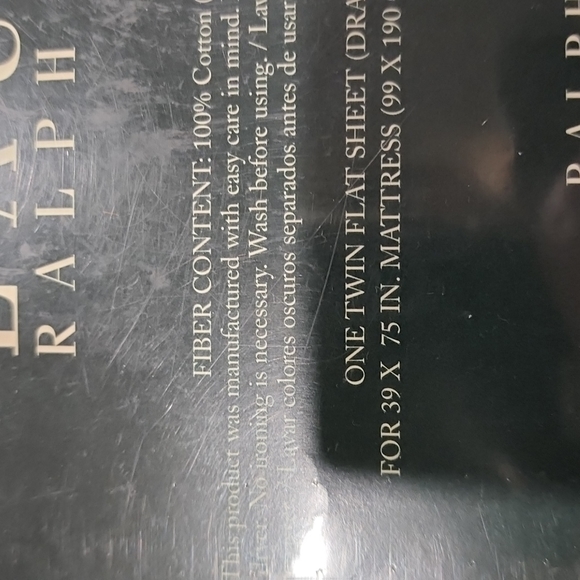 RALPH
FIBER CONTENT: 100% Cotton
This product was manufactured with easy care in mind.
No ironing is necessary. Wash before using. / Lav
Lavar colores oscuros separados antes de usar
ONE TWIN FLAT SHEET (DRA
FOR 39 X 75 IN. MATTRESS (99 X 190
RALPH